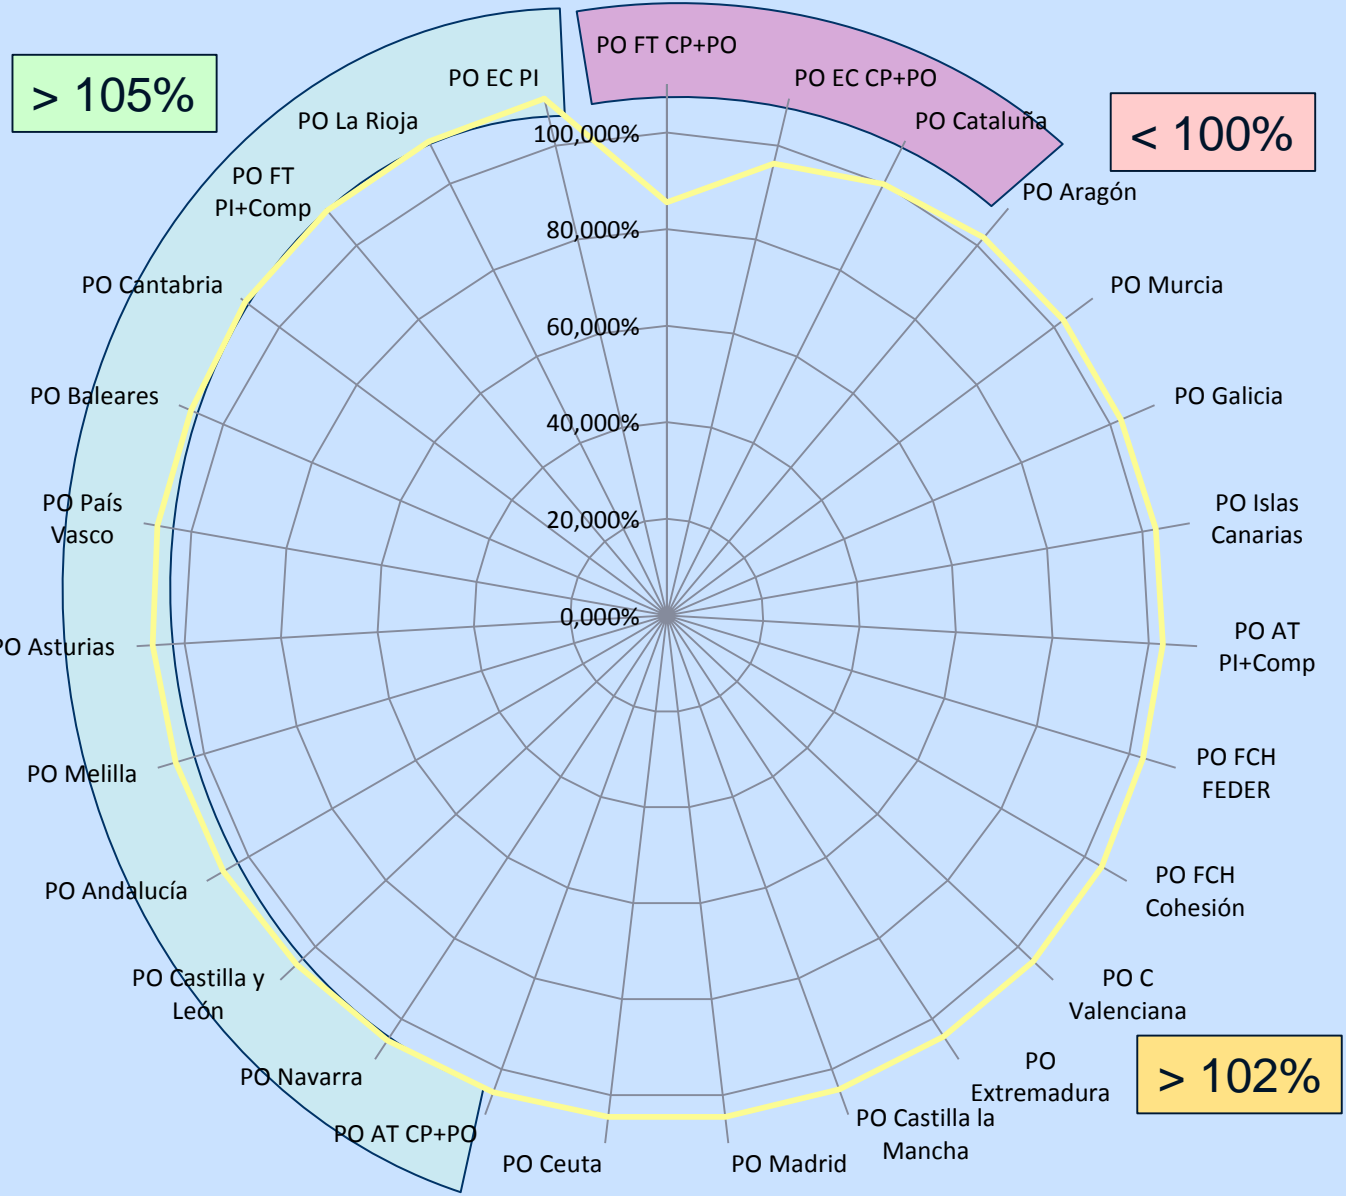 > 105%
< 100%
> 102%
PO FT CP+PO
PO EC CP+PO
PO Cataluña
PO Aragón
PO Murcia
PO Galicia
PO Islas
Canarias
PO AT
PI+Comp
PO FCH
FEDER
PO FCH
Cohesión
PO C
Valenciana
PO
Extremadura
PO Castilla la
Mancha
PO Madrid
PO Ceuta
PO AT CP+PO
PO Navarra
PO Castilla y
León
PO Andalucía
PO Melilla
PO Asturias
PO País
Vasco
PO Baleares
PO Cantabria
PO FT
PI+Comp
PO La Rioja
PO EC PI
100,000%
80,000%
60,000%
40,000%
20,000%
0,000%